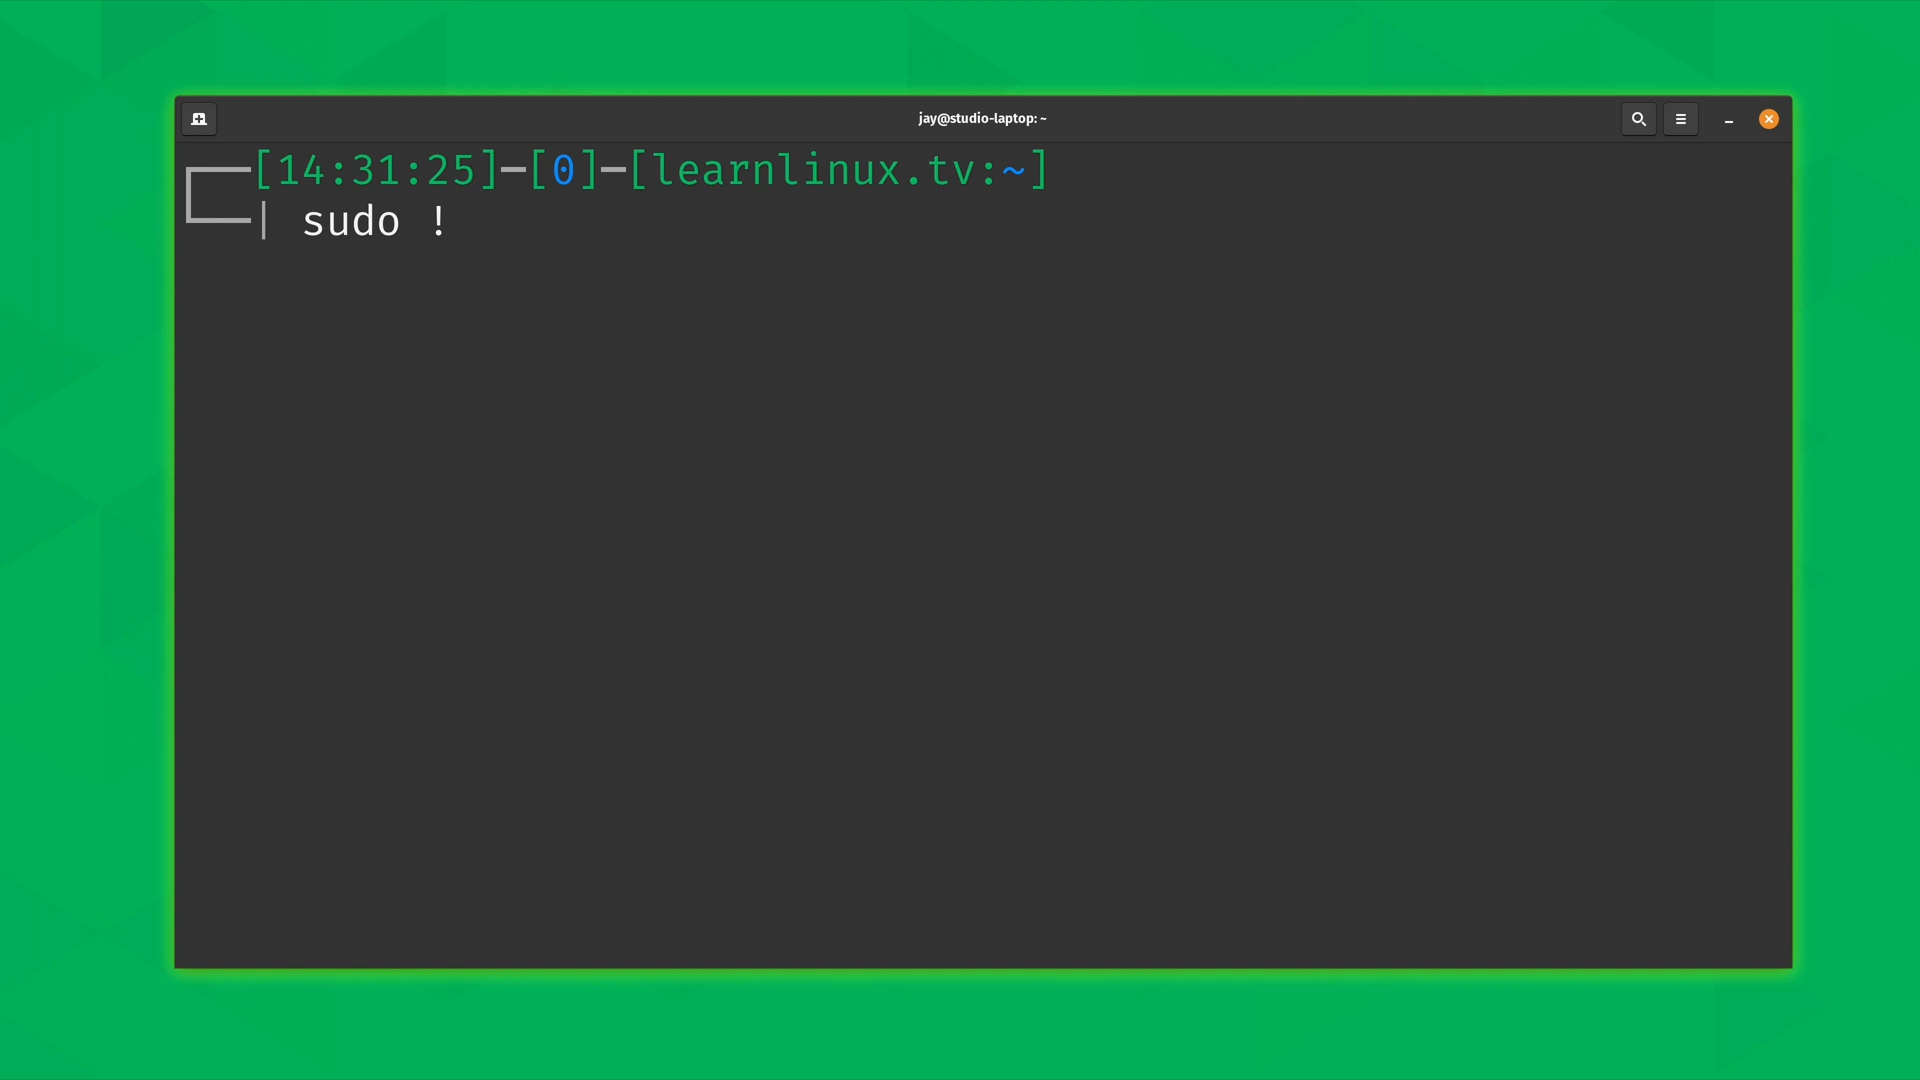 jay@studio-laptop: ~
[14:31:25]─[0]─[learnlinux.tv:~]
| sudo !